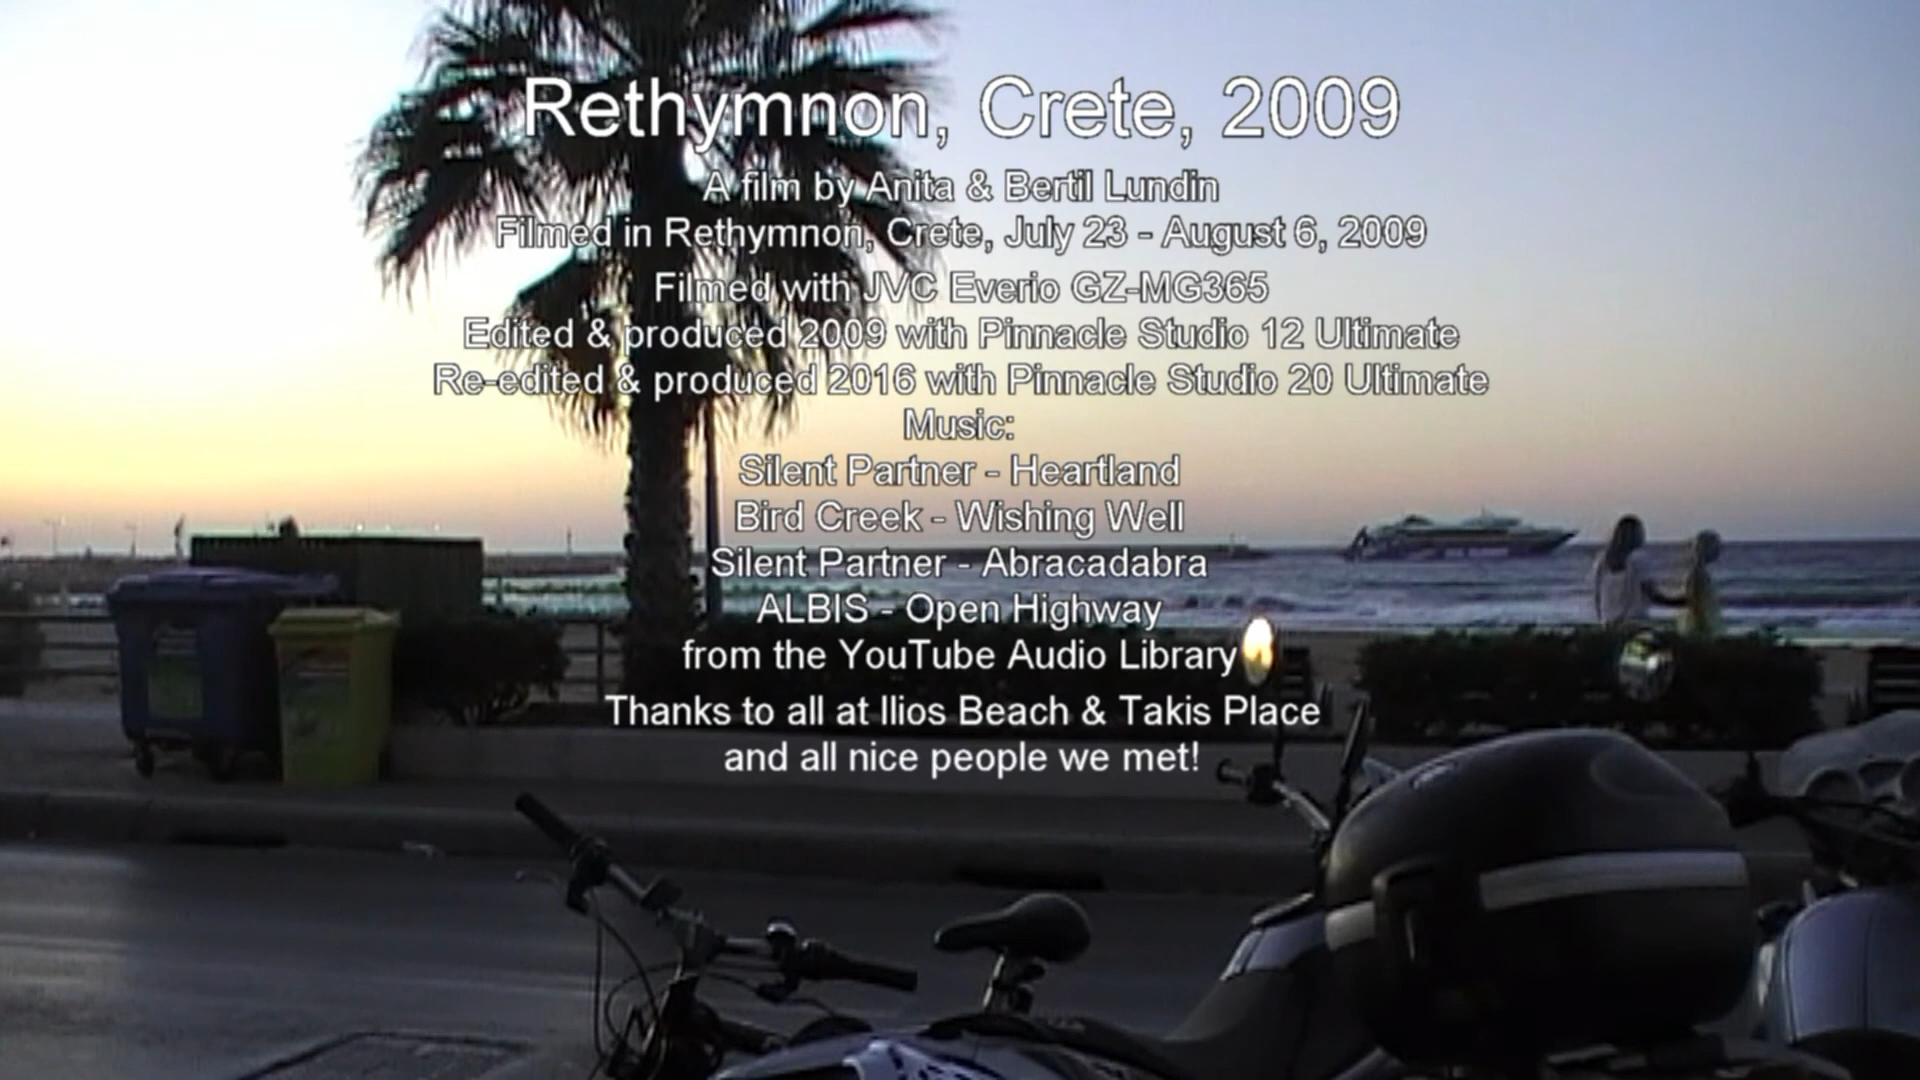 Rethymnon, Crete, 2009
A film by Anita & Bertil Lundin
Filmed in Rethymnon, Crete, July 23 - August 6, 2009
Filmed with JVC Everio GZ-MG365
Edited & produced 2009 with Pinnacle Studio 12 Ultimate
Re-edited & produced 2016 with Pinnacle Studio 20 Ultimate
Music:
Silent Partner - Heartland
Bird Creek - Wishing Well
Silent Partner - Abracadabra
ALBIS - Open Highway
from the YouTube Audio Library
Thanks to all at Ilios Beach & Takis Place
and all nice people we met!